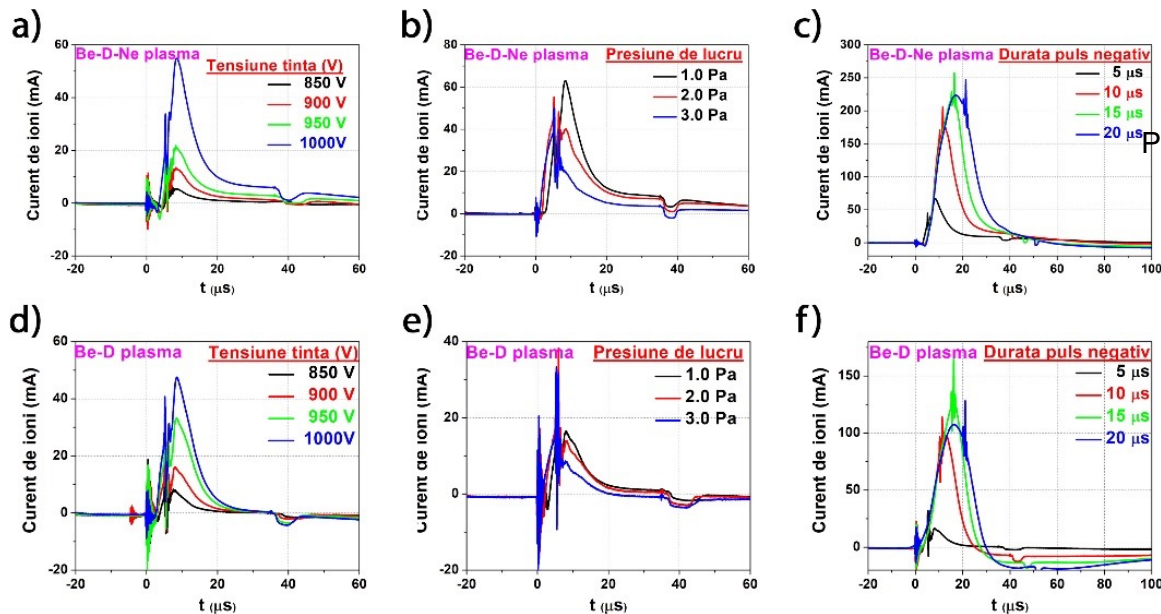 a)
Be-D-Ne plasma
Tensiune tinta (V)
850 V
900 V
950 V
1000V
Curent de ioni (mA)
60
40
20
0
-20
-20 0 20 40 60
t (μs)
b)
Be-D-Ne plasma
Presiune de lucru
1.0 Pa
2.0 Pa
3.0 Pa
Curent de ioni (mA)
80
60
40
20
0
-20
-20 0 20 40 60
t (μs)
c)
Be-D-Ne plasma
Durata puls negativ
5 μs
10 μs
15 μs
20 μs
P
Curent de ioni (mA)
300
250
200
150
100
50
0
-20 0 20 40 60 80 100
t (μs)
d)
Be-D plasma
Tensiune tinta (V)
850 V
900 V
950 V
1000V
Curent de ioni (mA)
60
40
20
0
-20
-20 0 20 40 60
t (μs)
e)
Be-D plasma
Presiune de lucru
1.0 Pa
2.0 Pa
3.0 Pa
Curent de ioni (mA)
40
20
0
-20
-20 0 20 40 60
t (μs)
f)
Be-D plasma
Durata puls negativ
5 μs
10 μs
15 μs
20 μs
Curent de ioni (mA)
150
100
50
0
-20 0 20 40 60 80 100
t (μs)